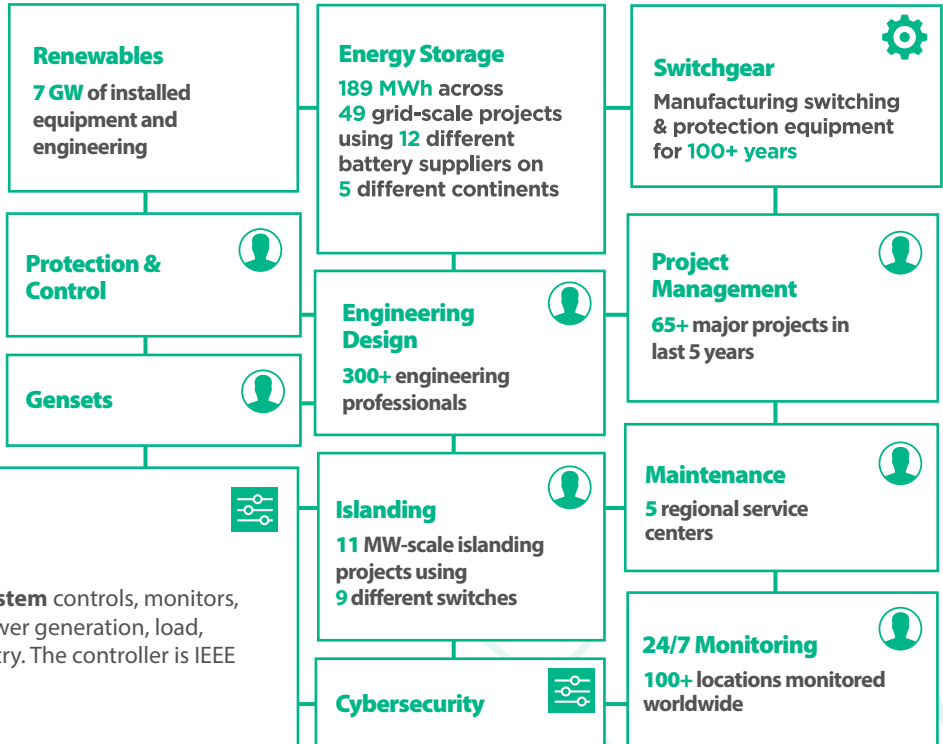 Renewables
7 GW of installed
equipment and
engineering
Energy Storage
189 MWh across
49 grid-scale projects
using 12 different
battery suppliers on
5 different continents
Switchgear
Manufacturing switching
& protection equipment
for 100+ years
Protection &
Control
Engineering
Design
300+ engineering
professionals
Project
Management
65+ major projects in
last 5 years
Gensets
Islanding
11 MW-scale islanding
projects using
9 different switches
Maintenance
5 regional service
centers
controls, monitors,
generation, load,
The controller is IEEE
Cybersecurity
24/7 Monitoring
100+ locations monitored
worldwide